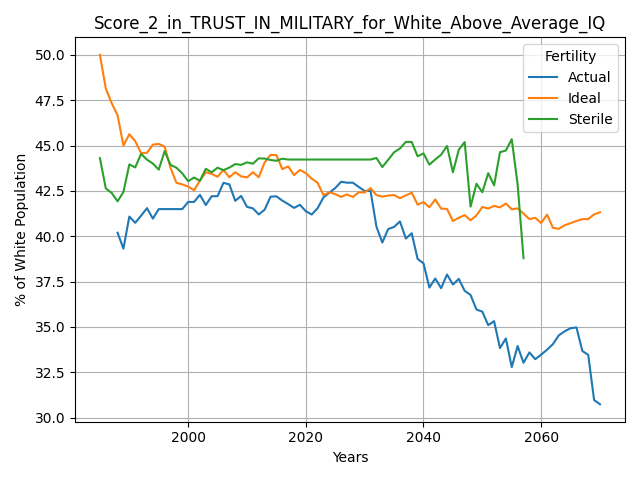 Score_2_in_TRUST_IN_MILITARY_for_White_Above_Average_IQ
50.0
47.5
45.0
42.5
40.0
37.5
35.0
32.5
30.0
% of White Population
Fertility
Actual
Ideal
Sterile
2000
2020
2040
2060
Years